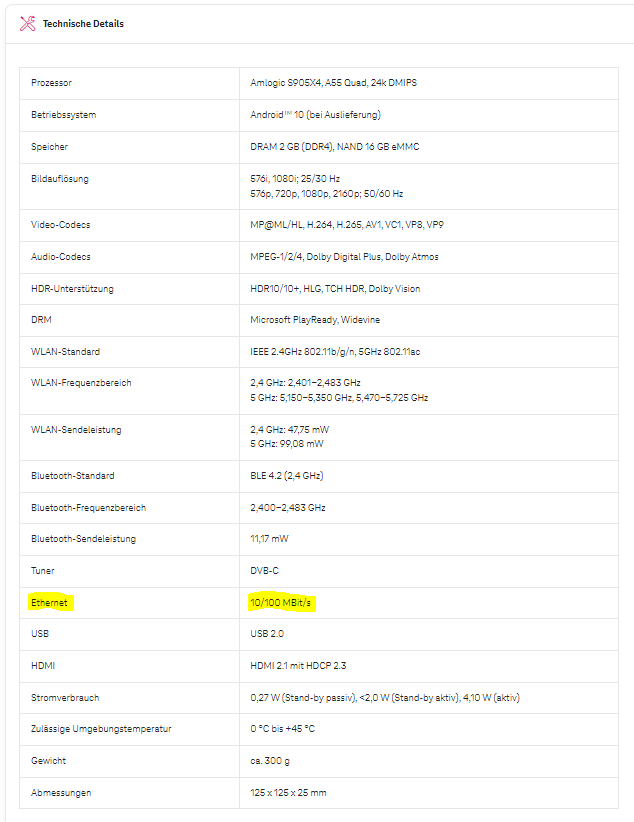 Technische Details
Prozessor
Amlogic S905X4, A55 Quad, 24k DMIPS
Betriebssystem
Android™ 10 (bei Auslieferung)
Speicher
DRAM 2 GB (DDR4), NAND 16 GB eMMC
Bildauflösung
576i, 1080i; 25/30 Hz
576p, 720p, 1080p, 2160p; 50/60 Hz
Video-Codecs
MP@ML/HL, H.264, H.265, AV1, VC1, VP8, VP9
Audio-Codecs
MPEG-1/2/4, Dolby Digital Plus, Dolby Atmos
HDR-Unterstützung
HDR10/10+, HLG, TCH HDR, Dolby Vision
DRM
Microsoft PlayReady, Widevine
WLAN-Standard
IEEE 2.4GHz 802.11b/g/n, 5GHz 802.11ac
WLAN-Frequenzbereich
2,4 GHz: 2,401–2,483 GHz
5 GHz: 5,150–5,350 GHz, 5,470–5,725 GHz
WLAN-Sendeleistung
2,4 GHz: 47,75 mW
5 GHz: 99,08 mW
Bluetooth-Standard
BLE 4.2 (2,4 GHz)
Bluetooth-Frequenzbereich
2,400–2,483 GHz
Bluetooth-Sendeleistung
11,17 mW
Tuner
DVB-C
Ethernet
10/100 MBit/s
USB
USB 2.0
HDMI
HDMI 2.1 mit HDCP 2.3
Stromverbrauch
0,27 W (Stand-by passiv), <2,0 W (Stand-by aktiv), 4,10 W (aktiv)
Zulässige Umgebungstemperatur
0 °C bis +45 °C
Gewicht
ca. 300 g
Abmessungen
125 x 125 x 25 mm